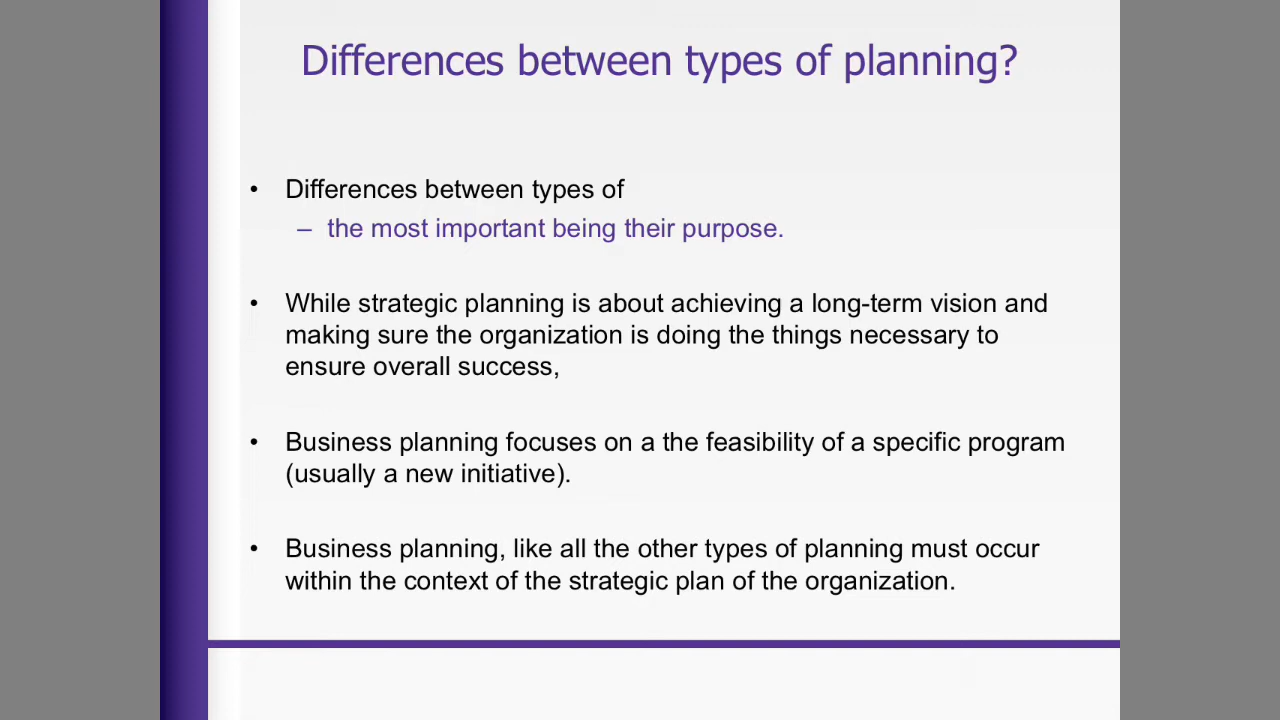 Differences between types of planning?
• Differences between types of
– the most important being their purpose.
• While strategic planning is about achieving a long-term vision and
making sure the organization is doing the things necessary to
ensure overall success,
• Business planning focuses on a the feasibility of a specific program
(usually a new initiative).
• Business planning, like all the other types of planning must occur
within the context of the strategic plan of the organization.